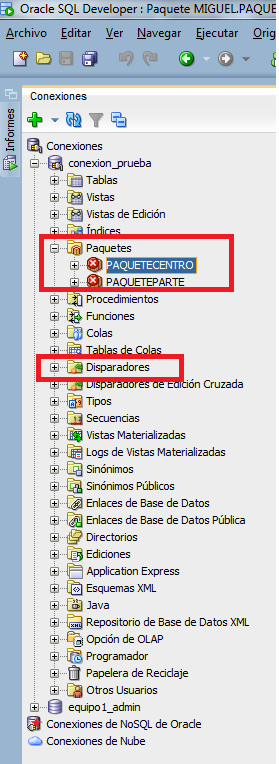 Oracle SQL Developer : Paquete MIGUEL.PAQUE
Archivo Editar Ver Navegar Ejecutar Orig
Informes
Conexiones
Conexiones
conexion_prueba
Tablas
Vistas
Vistas de Edición
Índices
Paquetes
PAQUETECENTRO
PAQUETEPARTE
Procedimientos
Funciones
Colas
Tablas de Colas
Disparadores
Disparadores de Edición Cruzada
Tipos
Secuencias
Vistas Materializadas
Logs de Vistas Materializadas
Sinónimos
Sinónimos Públicos
Enlaces de Base de Datos
Enlaces de Base de Datos Pública
Directorios
Ediciones
Application Express
Esquemas XML
Java
Repositorio de Base de Datos XML
Opción de OLAP
Programador
Papelera de Reciclaje
Otros Usuarios
equipo1_admin
Conexiones de NoSQL de Oracle
Conexiones de Nube